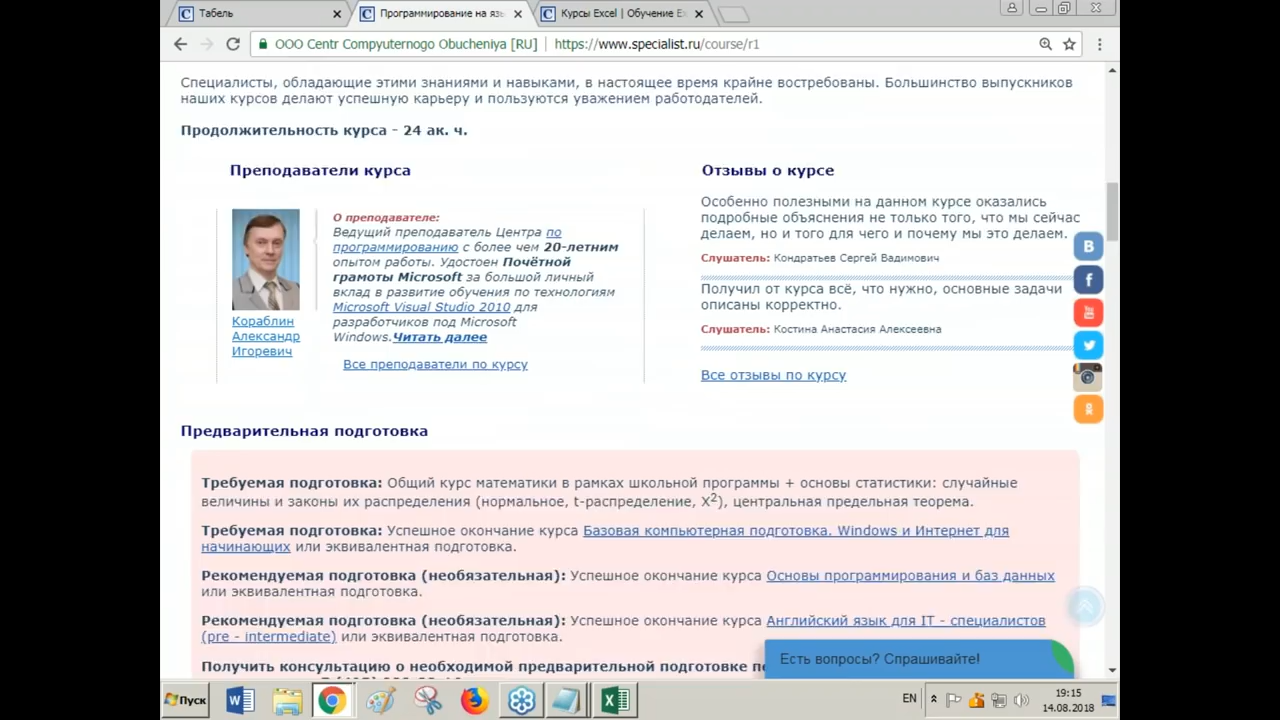 Табель
Программирование на язы
Курсы Excel | Обучение Ex
ООО Centr Compyuternogo Obucheniya [RU]
https://www.specialist.ru/course/r1
Специалисты, обладающие этими знаниями и навыками, в настоящее время крайне востребованы. Большинство выпускников
наших курсов делают успешную карьеру и пользуются уважением работодателей.
Продолжительность курса - 24 ак. ч.
Преподаватели курса
О преподавателе:
Ведущий преподаватель Центра по
программированию с более чем 20-летним
опытом работы. Удостоен Почётной
грамоты Microsoft за большой личный
вклад в развитие обучения по технологиям
Microsoft Visual Studio 2010 для
разработчиков под Microsoft
Windows.Читать далее
Кораблин
Александр
Игоревич
Все преподаватели по курсу
Отзывы о курсе
Особенно полезными на данном курсе оказались
подробные объяснения не только того, что мы сейчас
делаем, но и того для чего и почему мы это делаем.
Слушатель: Кондратьев Сергей Вадимович
Получил от курса всё, что нужно, основные задачи
описаны корректно.
Слушатель: Костина Анастасия Алексеевна
Все отзывы по курсу
Предварительная подготовка
Требуемая подготовка: Общий курс математики в рамках школьной программы + основы статистики: случайные
величины и законы их распределения (нормальное, t-распределение, X²), центральная предельная теорема.
Требуемая подготовка: Успешное окончание курса Базовая компьютерная подготовка. Windows и Интернет для
начинающих или эквивалентная подготовка.
Рекомендуемая подготовка (необязательная): Успешное окончание курса Основы программирования и баз данных
или эквивалентная подготовка.
Рекомендуемая подготовка (необязательная): Успешное окончание курса Английский язык для IT - специалистов
(pre - intermediate) или эквивалентная подготовка.
Получить консультацию о необходимой предварительной подготовке
Есть вопросы? Спрашивайте!
Пуск
EN
19:15
14.08.2018